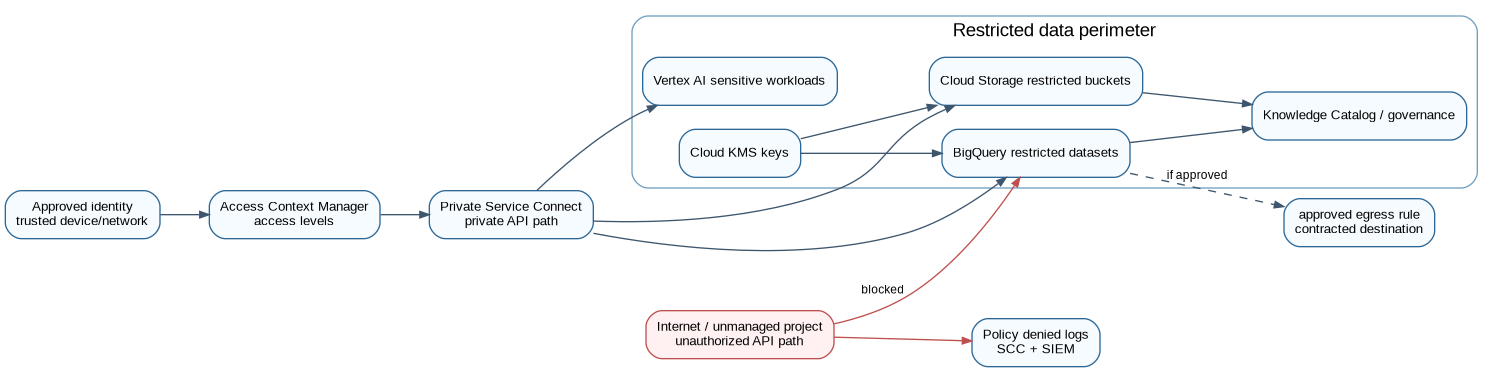 Restricted data perimeter
Vertex AI sensitive workloads
Cloud Storage restricted buckets
Knowledge Catalog / governance
Cloud KMS keys
BigQuery restricted datasets
if approved
Approved identity
trusted device/network
Access Context Manager
access levels
Private Service Connect
private API path
approved egress rule
contracted destination
blocked
Internet / unmanaged project
unauthorized API path
Policy denied logs
SCC + SIEM